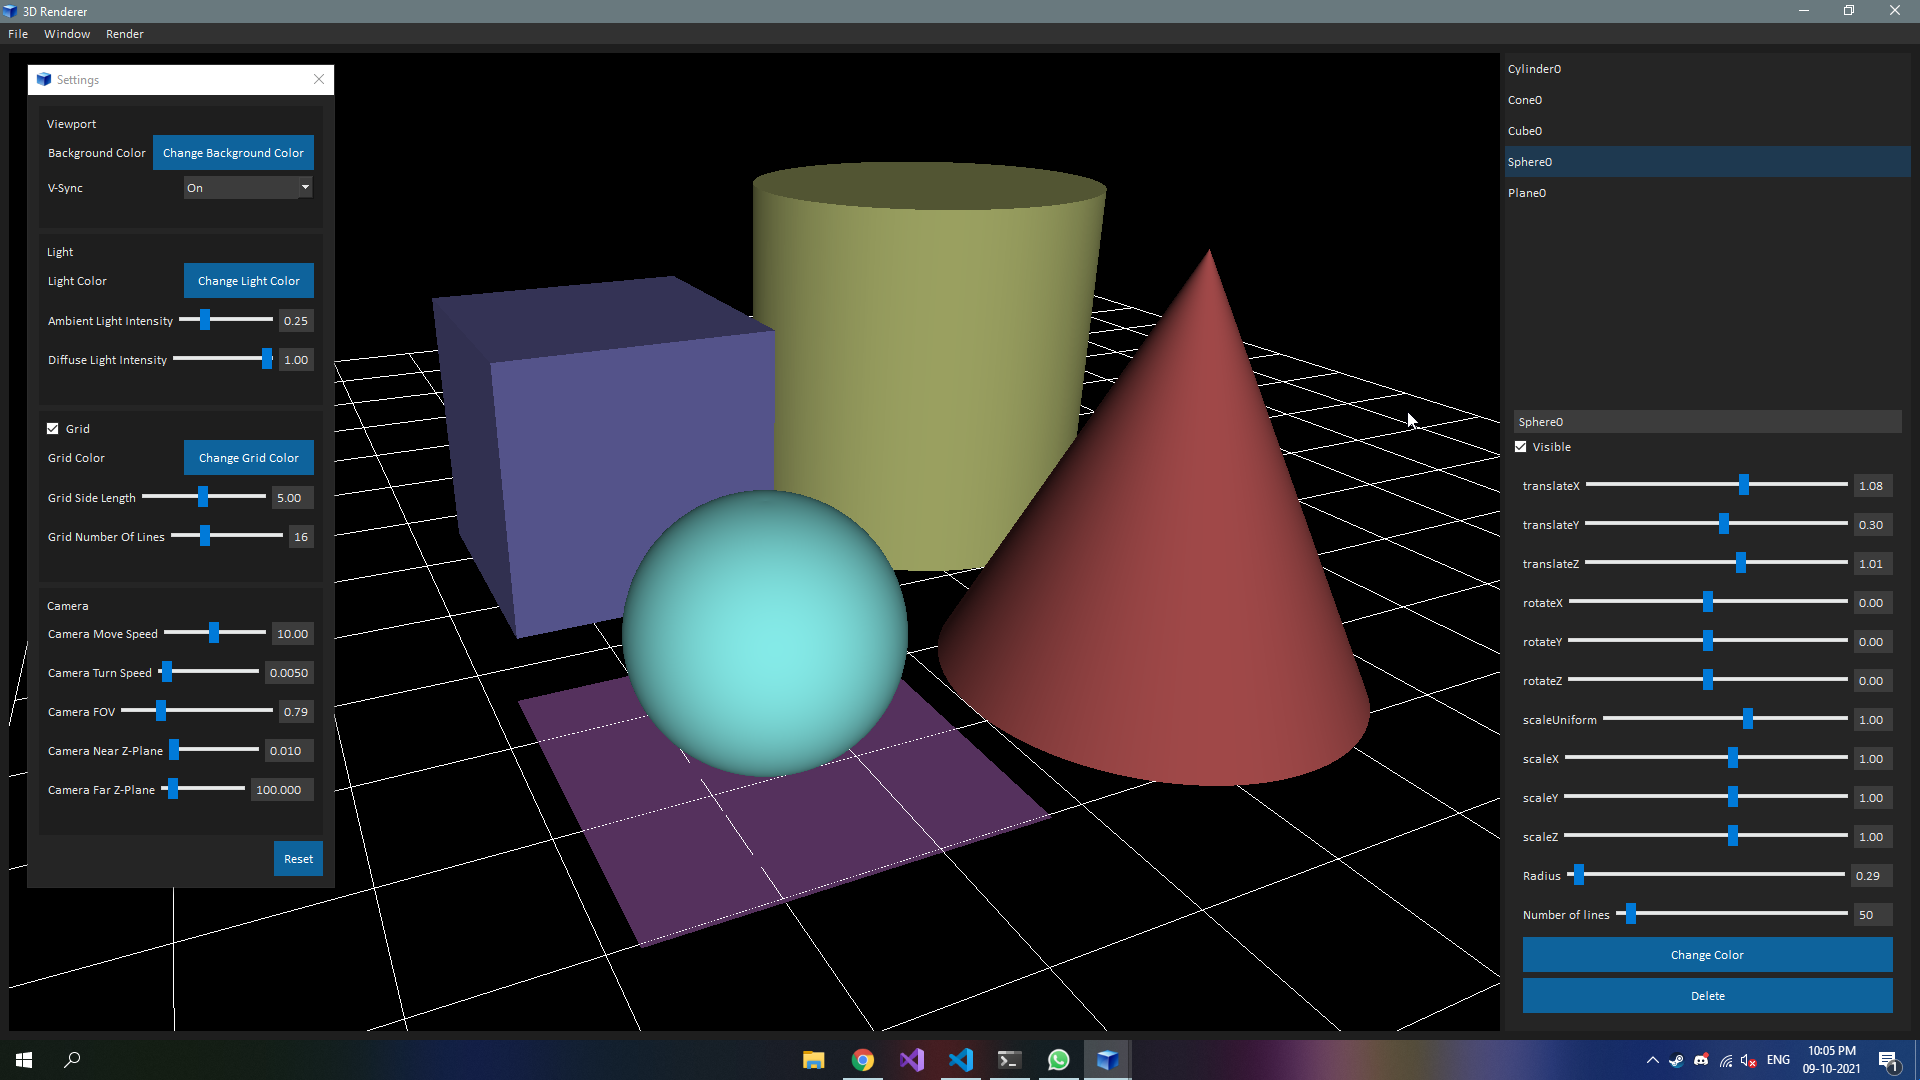 3D Renderer
File Window Render
Settings
Viewport
Background Color Change Background Color
V-Sync On
Light
Light Color Change Light Color
Ambient Light Intensity 0.25
Diffuse Light Intensity 1.00
Grid
Grid Color Change Grid Color
Grid Side Length 5.00
Grid Number Of Lines 16
Camera
Camera Move Speed 10.00
Camera Turn Speed 0.0050
Camera FOV 0.79
Camera Near Z-Plane 0.010
Camera Far Z-Plane 100.000
Reset
Cylinder0
Cone0
Cube0
Sphere0
Plane0
Sphere0
Visible
translateX 1.08
translateY 0.30
translateZ 1.01
rotateX 0.00
rotateY 0.00
rotateZ 0.00
scaleUniform 1.00
scaleX 1.00
scaleY 1.00
scaleZ 1.00
Radius 0.29
Number of lines 50
Change Color
Delete
ENG
10:05 PM
09-10-2021
1